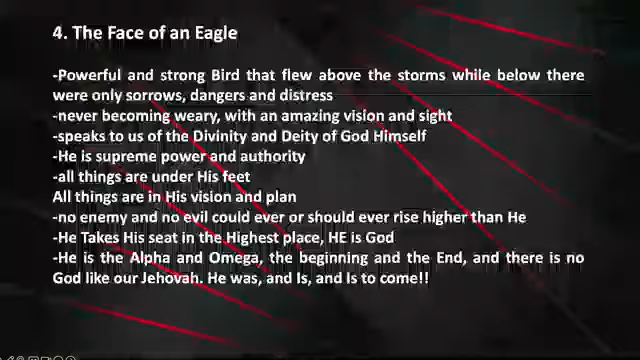 4. The Face of an Eagle
-Powerful and strong Bird that flew above the storms while below there
were only sorrows, dangers and distress
-never becoming weary, with an amazing vision and sight
-speaks to us of the Divinity and Deity of God Himself
-He is supreme power and authority
-all things are under His feet
All things are in His vision and plan
-no enemy and no evil could ever or should ever rise higher than He
-He Takes His seat in the Highest place, HE is God
-He is the Alpha and Omega, the beginning and the End, and there is no
God like our Jehovah. He was, and Is, and Is to come!!